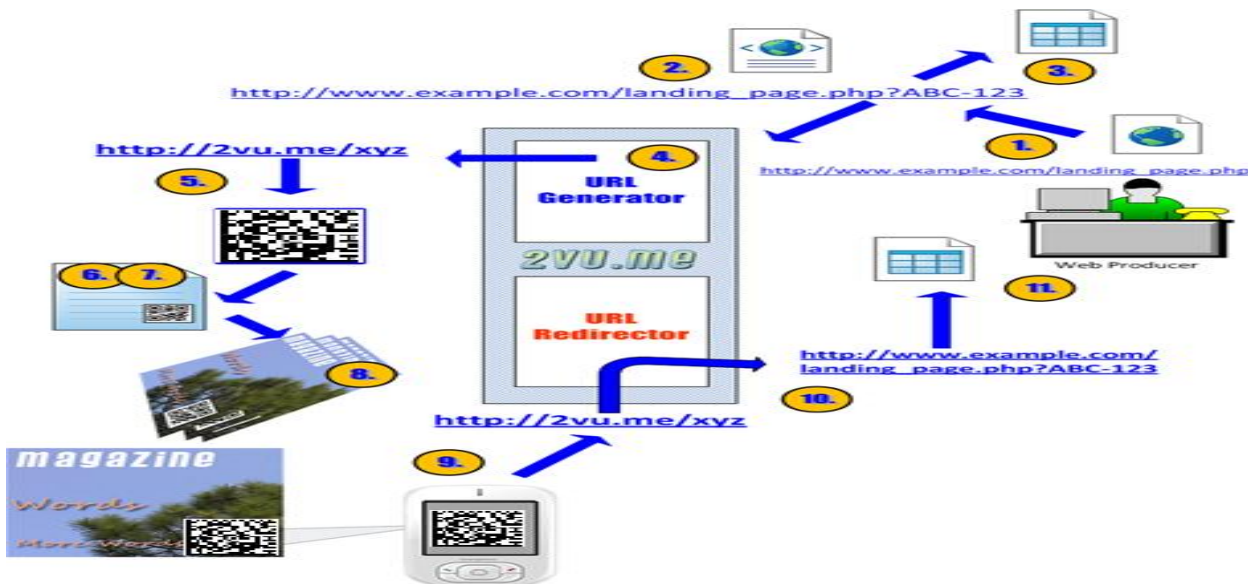 2.
3.
http://www.example.com/landing_page.php?ABC-123
1.
http://www.example.com/landing_page.php
Web Producer
http://2vu.me/xyz
4.
URL
Generator
5.
2VU.me
6.
7.
URL
Redirector
8.
11.
http://www.example.com/
landing_page.php?ABC-123
10.
http://2vu.me/xyz
9.
magazine
Words
More Words